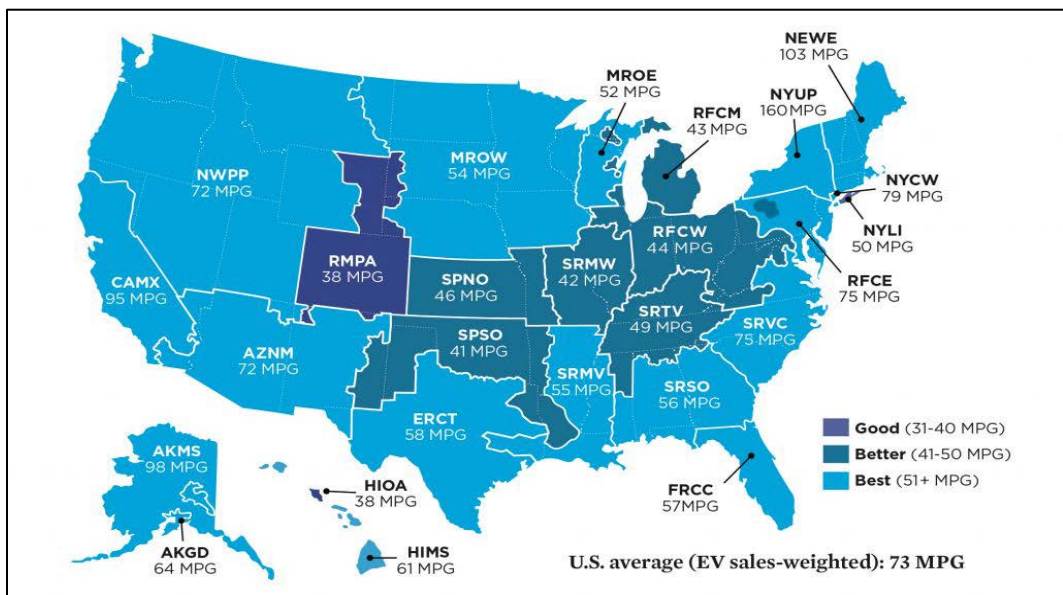 NEWE
103 MPG
MROE
52 MPG
NYUP
160 MPG
RFCM
43 MPG
NWPP
72 MPG
MROW
54 MPG
NYCW
79 MPG
NYLI
50 MPG
RFCW
44 MPG
RMPA
38 MPG
SRMW
42 MPG
CAMX
95 MPG
SPNO
46 MPG
RFCE
75 MPG
SRTV
49 MPG
SPSO
41 MPG
SRVC
75 MPG
AZNM
72 MPG
SRMV
55 MPG
SRSO
56 MPG
ERCT
58 MPG
Good (31-40 MPG)
Better (41-50 MPG)
Best (51+ MPG)
AKMS
98 MPG
HIOA
38 MPG
FRCC
57MPG
AKGD
64 MPG
HIMS
61 MPG
U.S. average (EV sales-weighted): 73 MPG